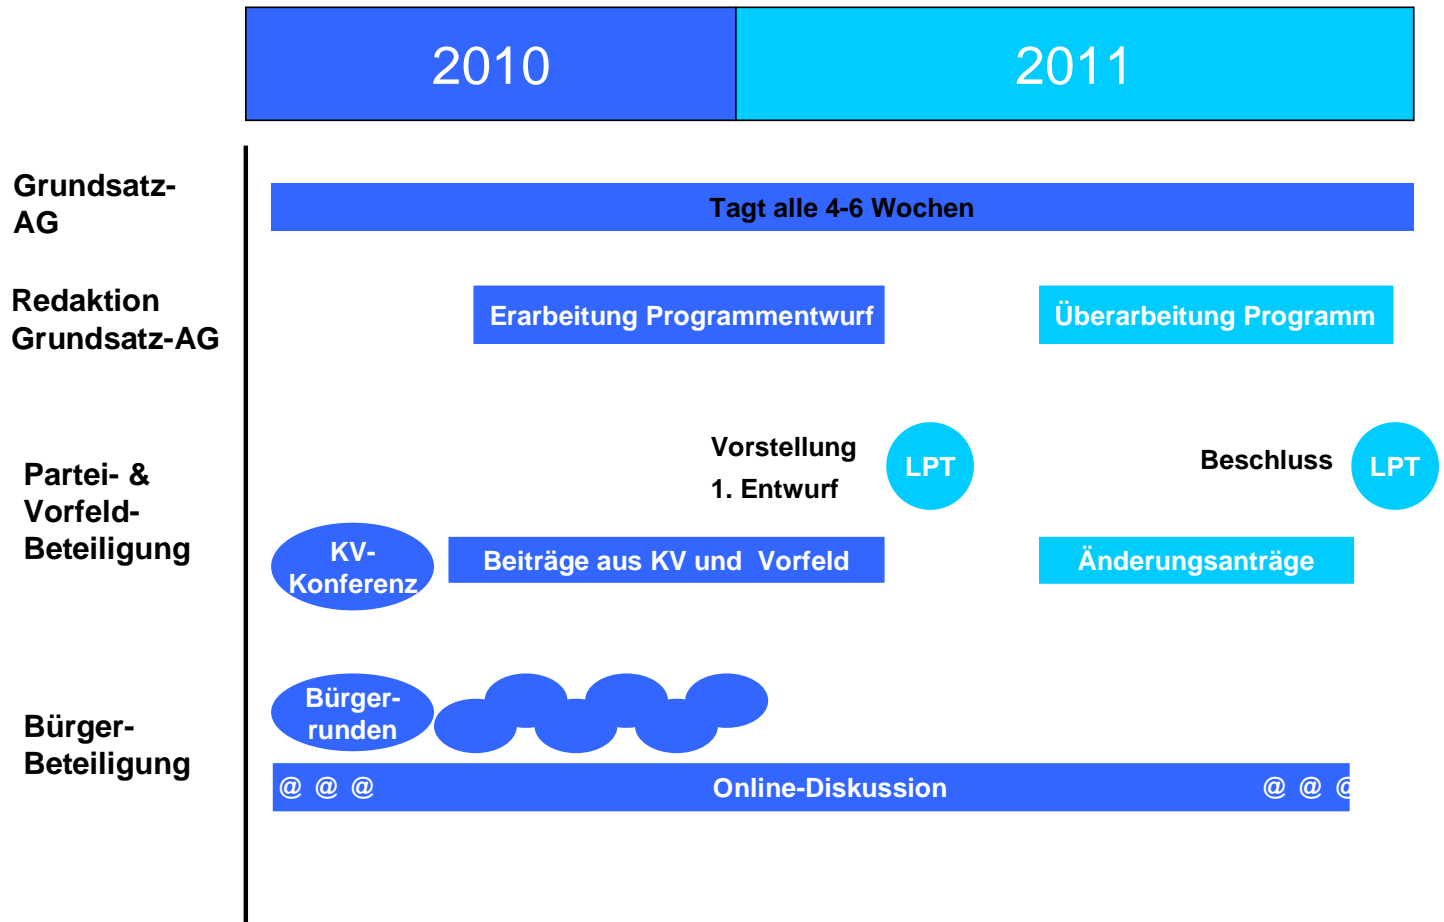 2010
2011
Grundsatz-
AG
Tagt alle 4-6 Wochen
Redaktion
Grundsatz-AG
Erarbeitung Programmentwurf
Überarbeitung Programm
Partei- &
Vorfeld-
Beteiligung
Vorstellung
1. Entwurf
LPT
Beschluss
LPT
KV-
Konferenz
Beiträge aus KV und Vorfeld
Änderungsanträge
Bürger-
Beteiligung
Bürger-
runden
@ @ @
Online-Diskussion
@ @ @